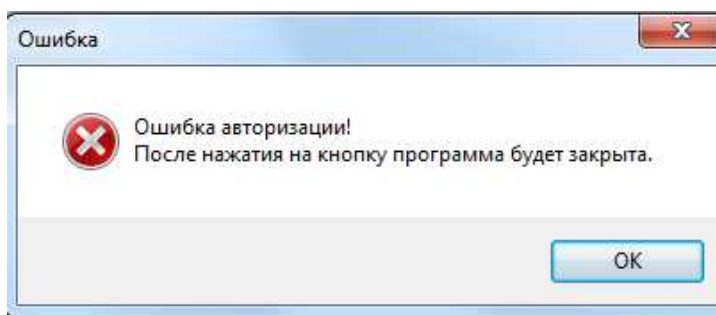 Ошибка
Ошибка авторизации!
После нажатия на кнопку программа будет закрыта.
OK